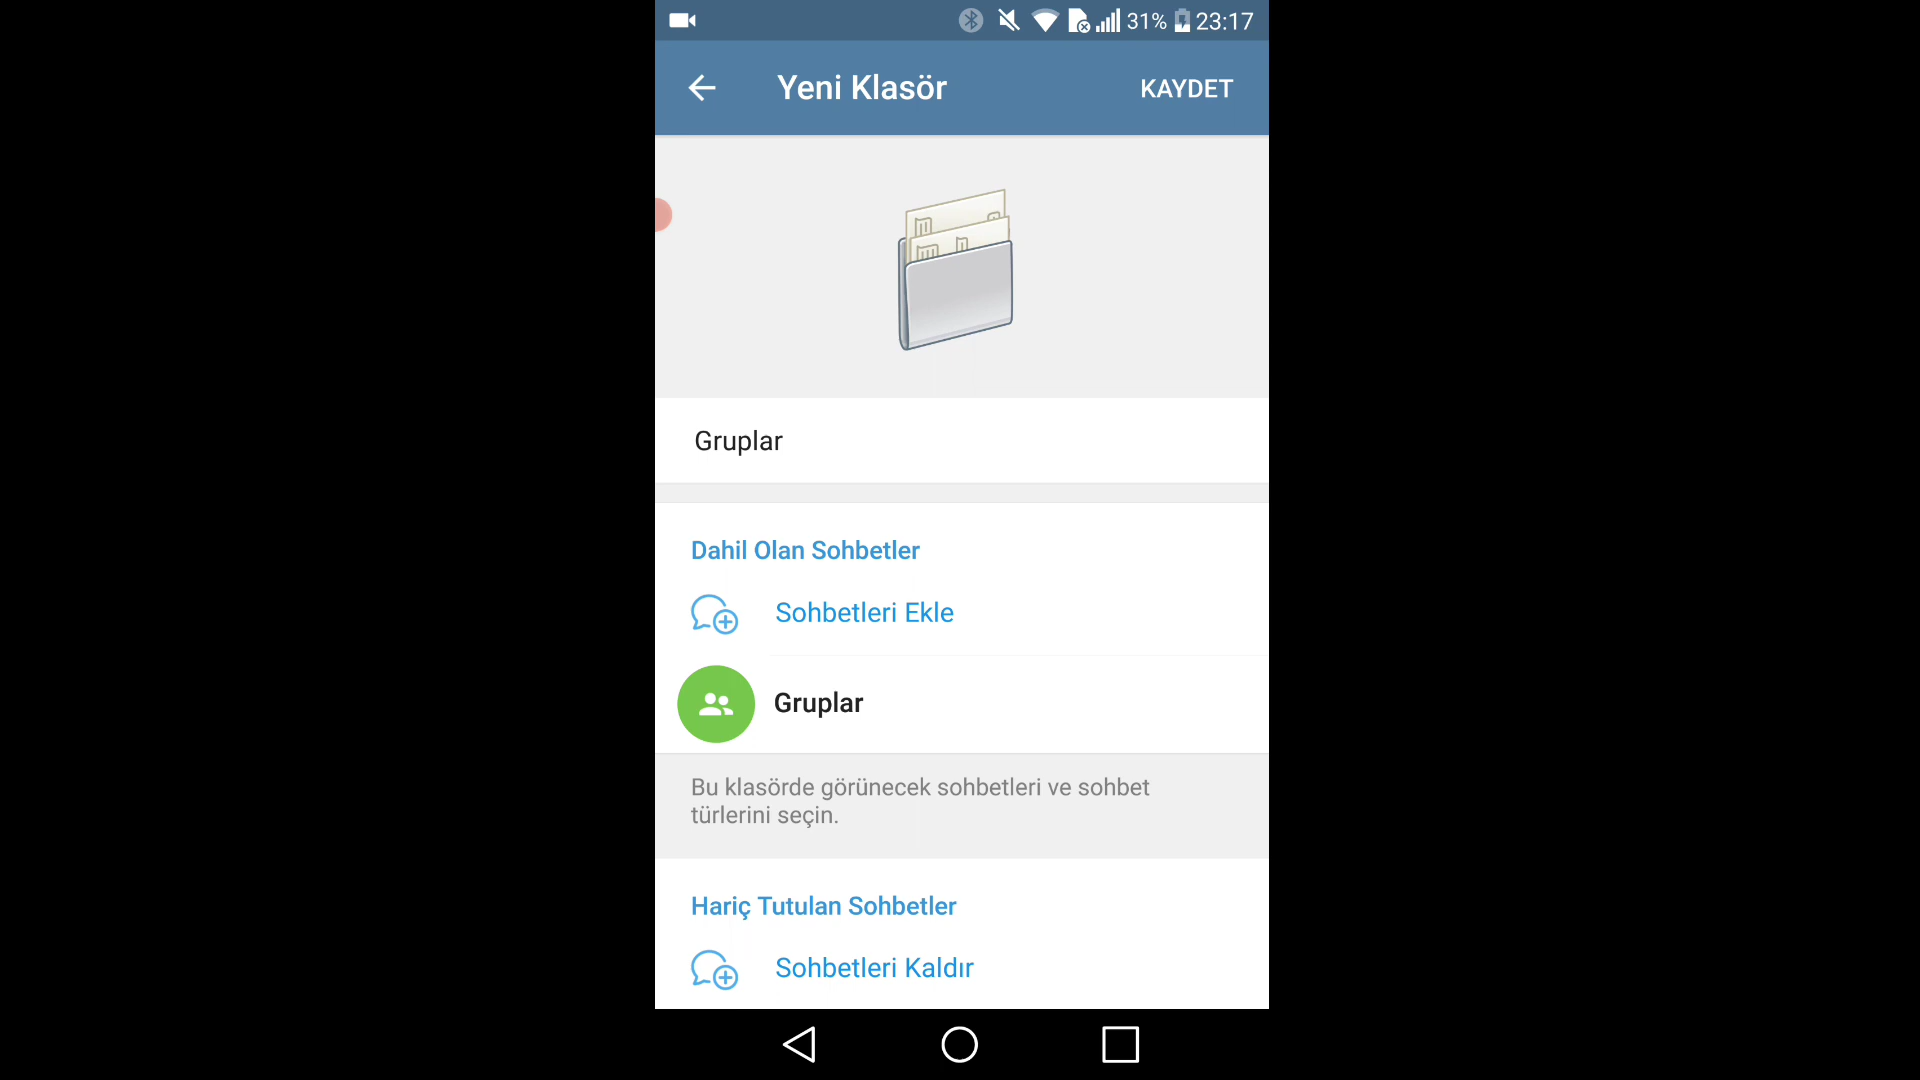 31% 23:17
Yeni Klasör KAYDET
Gruplar
Dahil Olan Sohbetler
Sohbetleri Ekle
Gruplar
Bu klasörde görünecek sohbetleri ve sohbet
türlerini seçin.
Hariç Tutulan Sohbetler
Sohbetleri Kaldır